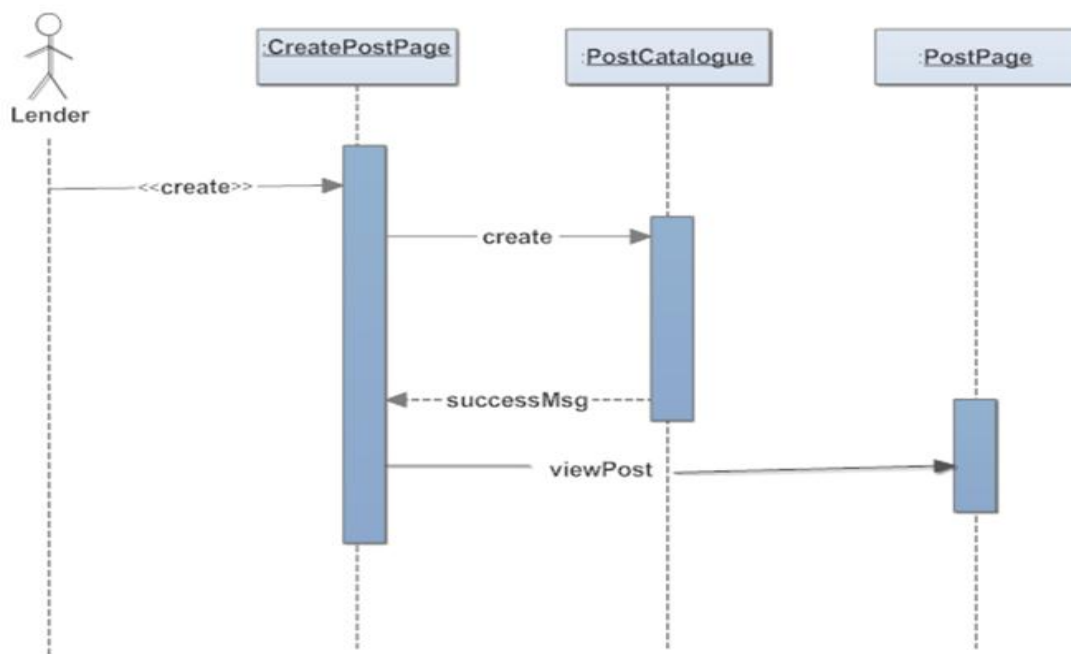 :CreatePostPage
:PostCatalogue
:PostPage
Lender
<<create>>
create
successMsg
viewPost